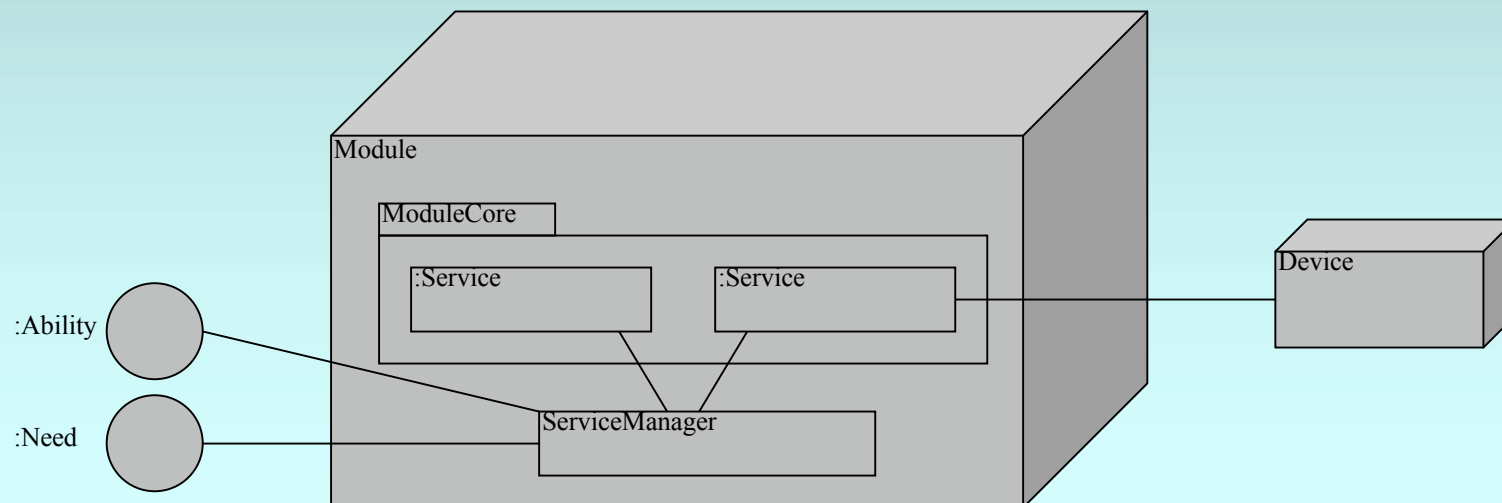 Module
ModuleCore
:Service
:Service
Device
:Ability
ServiceManager
:Need